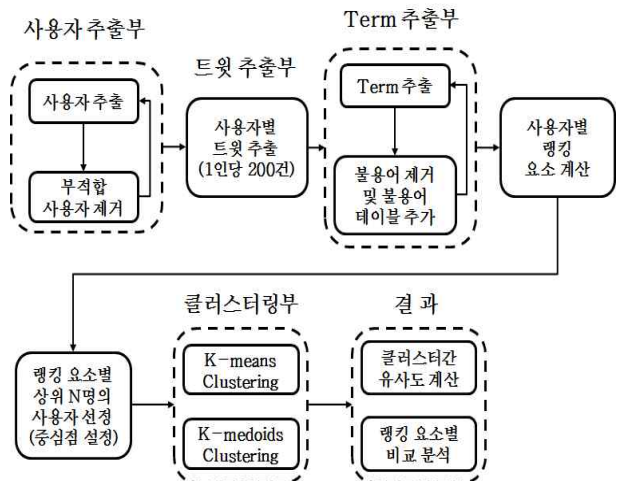 사용자 추출부
사용자 추출
부적합
사용자 제거
트윗 추출부
사용자별
트윗 추출
(1인당 200건)
Term 추출부
Term 추출
불용어 제거
및 불용어
테이블 추가
사용자별
랭킹
요소 계산
랭킹 요소별
상위 N명의
사용자 선정
(중심점 설정)
클러스터링부
K-means
Clustering
K-medoids
Clustering
결 과
클러스터간
유사도 계산
랭킹 요소별
비교 분석